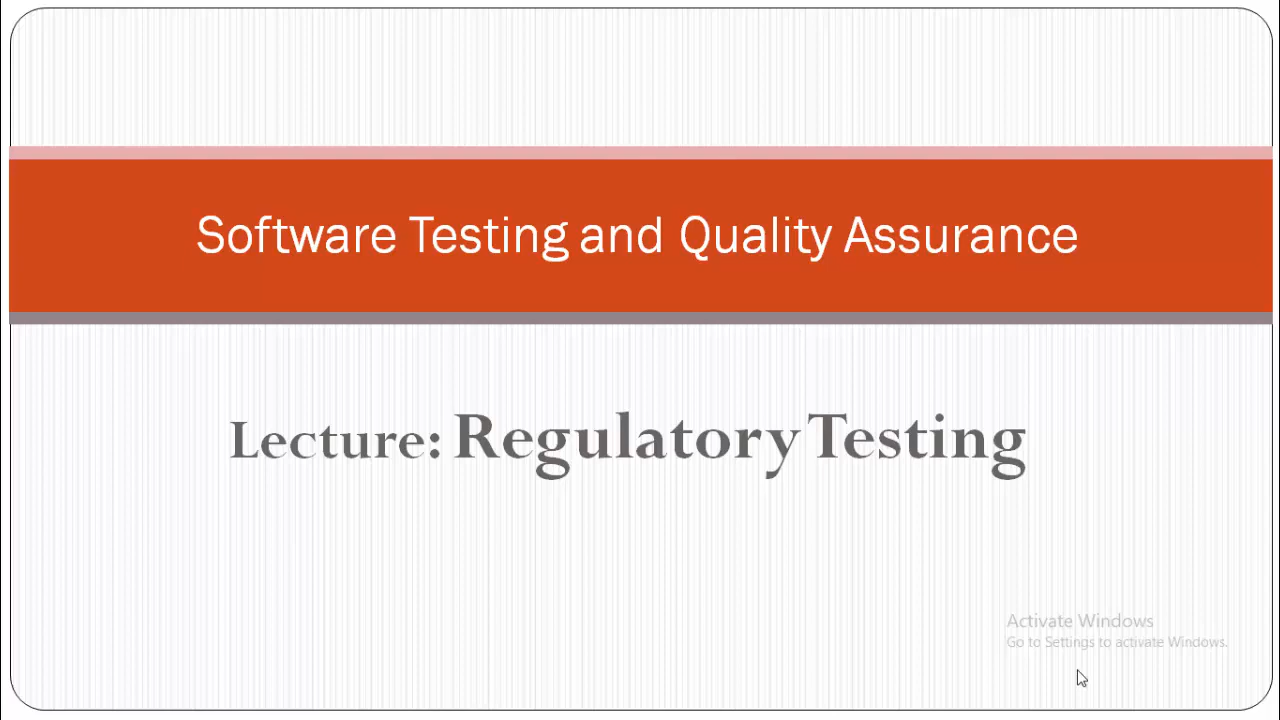 Software Testing and Quality Assurance
Lecture: Regulatory Testing
Activate Windows
Go to Settings to activate Windows.